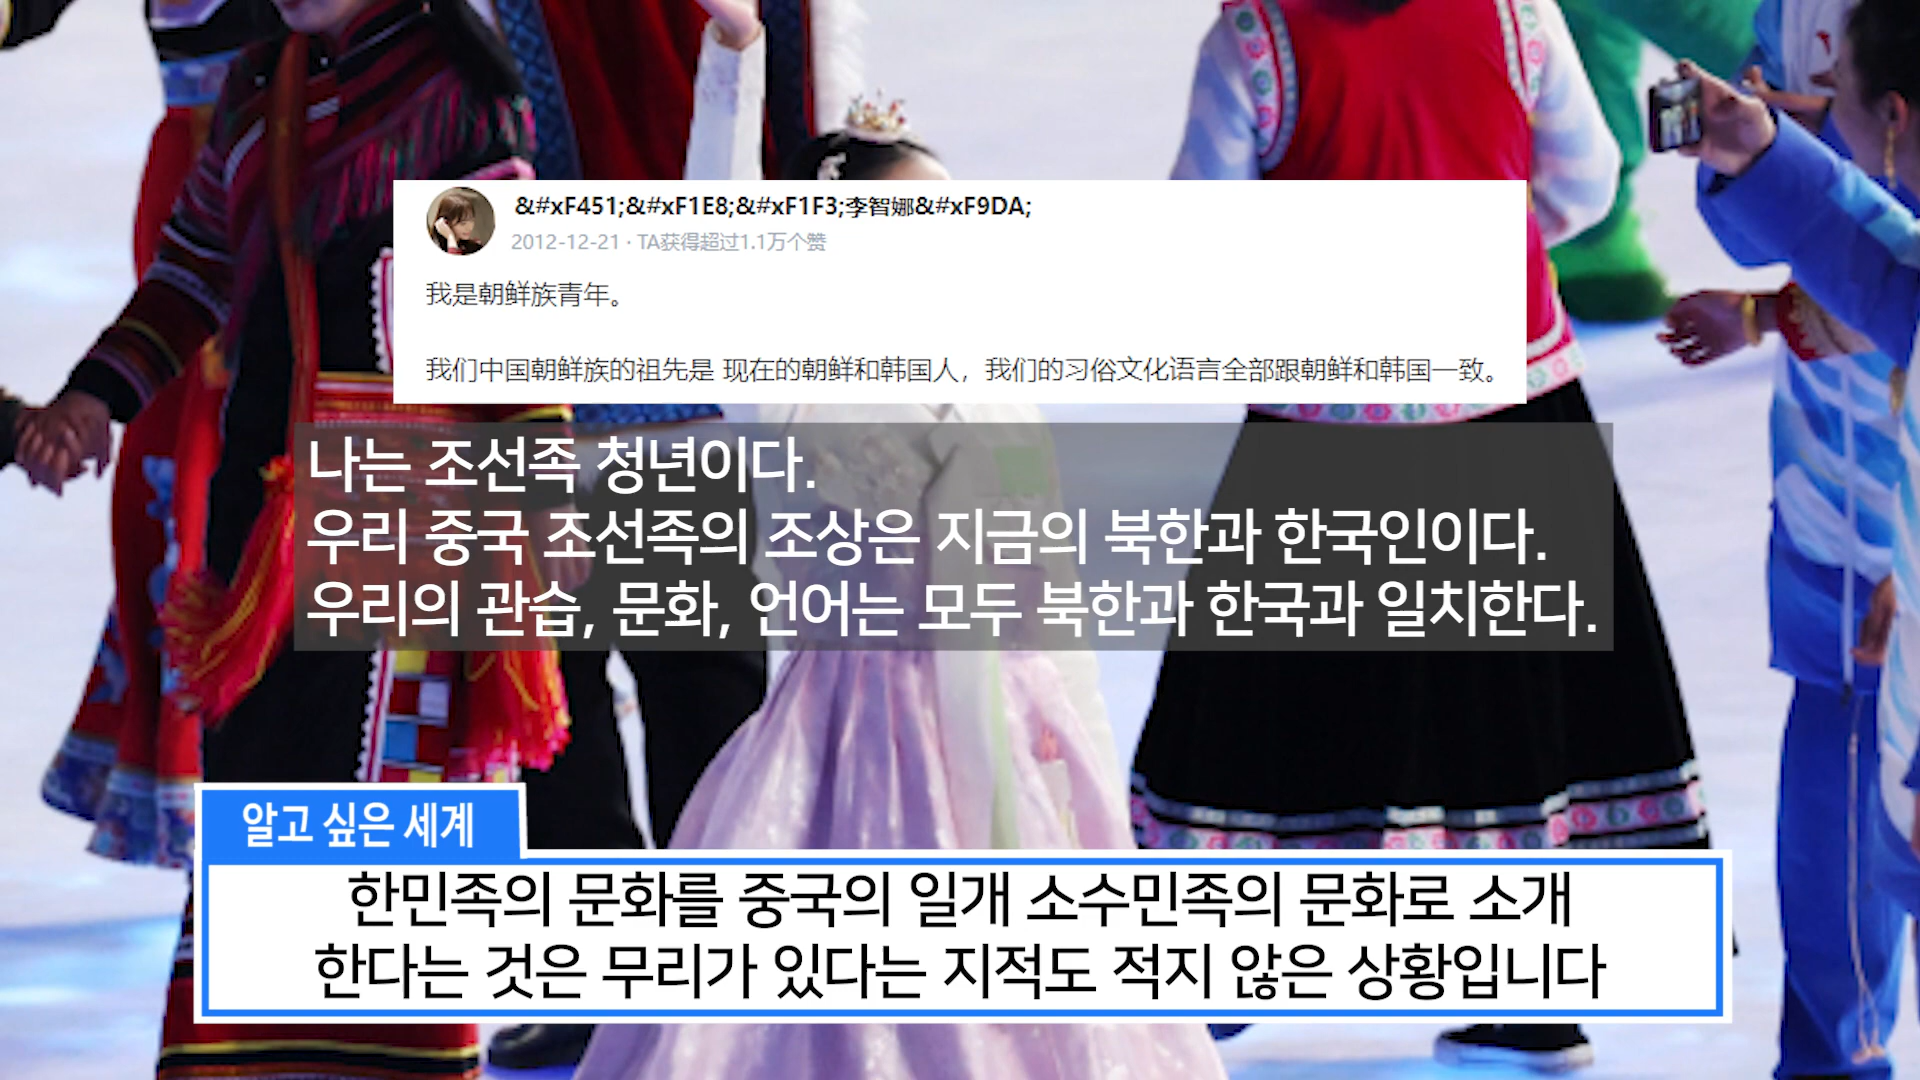 &#xF451;&#xF1E8;&#xF1F3;李智娜&#xF9DA;
2012-12-21 · TA获得超过1.1万个赞
我是朝鲜族青年。
我们中国朝鲜族的祖先是 现在的朝鲜和韩国人，我们的习俗文化语言全部跟朝鲜和韩国一致。
나는 조선족 청년이다.
우리 중국 조선족의 조상은 지금의 북한과 한국인이다.
우리의 관습, 문화, 언어는 모두 북한과 한국과 일치한다.
알고 싶은 세계
한민족의 문화를 중국의 일개 소수민족의 문화로 소개
한다는 것은 무리가 있다는 지적도 적지 않은 상황입니다